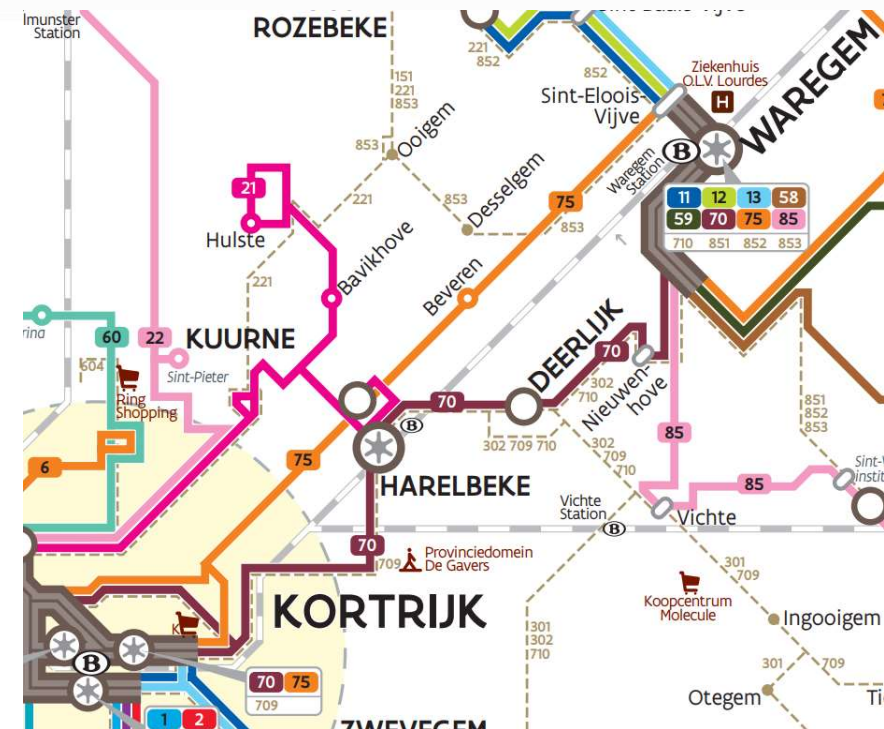 Station
ROZEBEKE
221
852
852
151
221
853
Ziekenhuis
O.L.V. Lourdes
H
WAREGEM
Sint-Eloois-
Vijve
853
Ooigem
B
Waregem
Station
21
221
853
Desselgem
75
853
11 12 13 58
59 70 75 85
710 851 852 853
Hulste
Bavikhove
221
Beveren
60
22
KUURNE
DEERLIJK
604
Sint-Pieter
Ring
Shopping
70
302
710
Nieuwen-
hove
70
B
302 709 710
302
709
710
851
852
853
85
6
75
HARELBEKE
85
Vichte
Station
B
Vichte
70
709
Provinciedomein
De Gavers
301
709
Koopcentrum
Molecule
KORTRIJK
Ingooigem
301
302
710
B
301
709
70 75
709
Otegem
1 2
ZWEVEGEM